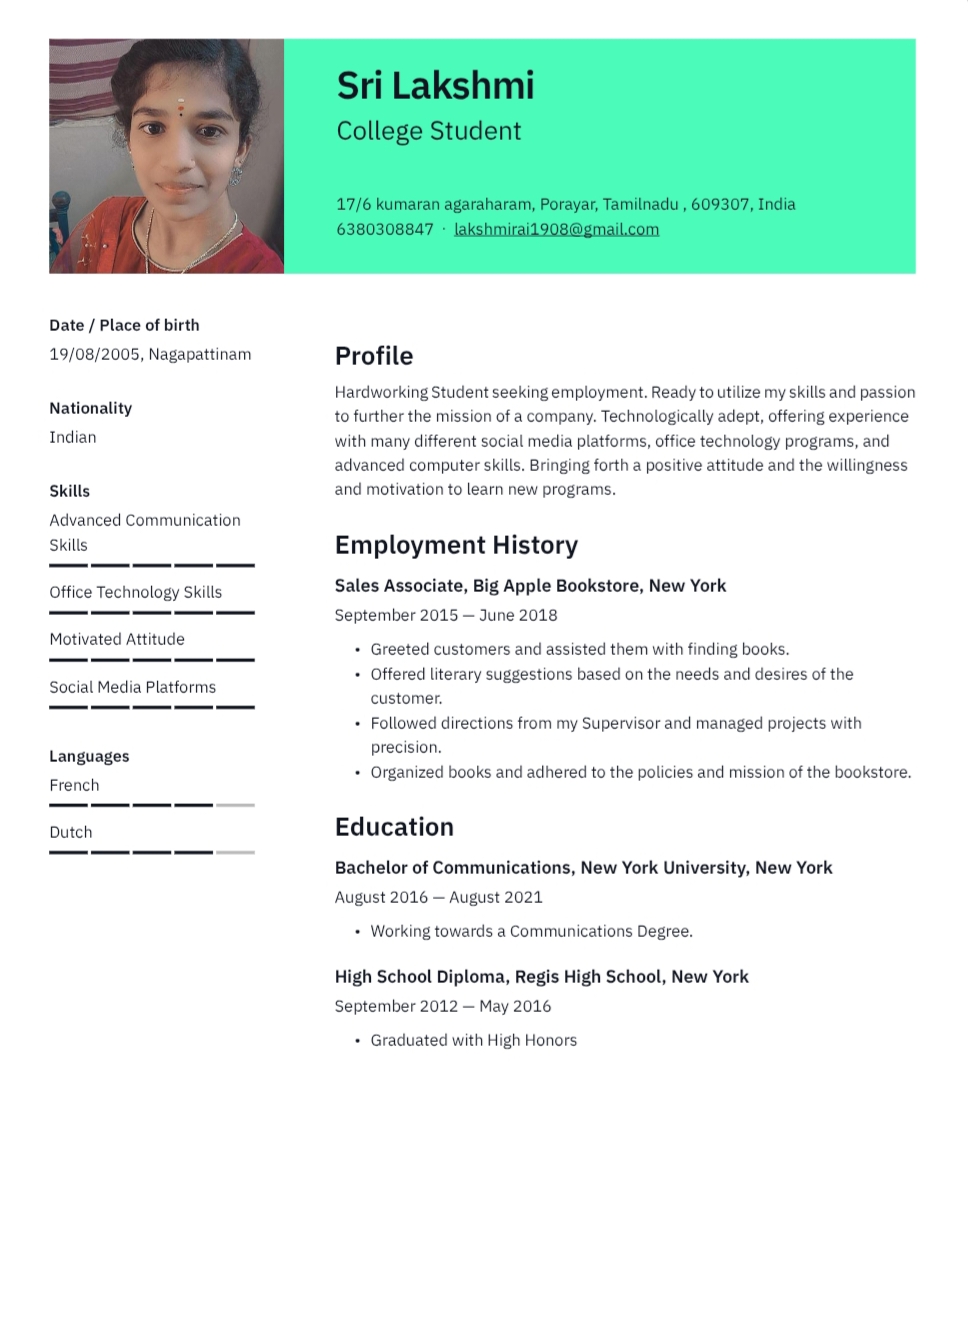 Sri Lakshmi
College Student
17/6 kumaran agaraharam, Porayar, Tamilnadu , 609307, India
6380308847 · lakshmirai1908@gmail.com
Date / Place of birth
19/08/2005, Nagapattinam
Nationality
Indian
Skills
Advanced Communication
Skills
Office Technology Skills
Motivated Attitude
Social Media Platforms
Languages
French
Dutch
Profile
Hardworking Student seeking employment. Ready to utilize my skills and passion
to further the mission of a company. Technologically adept, offering experience
with many different social media platforms, office technology programs, and
advanced computer skills. Bringing forth a positive attitude and the willingness
and motivation to learn new programs.
Employment History
Sales Associate, Big Apple Bookstore, New York
September 2015 — June 2018
• Greeted customers and assisted them with finding books.
• Offered literary suggestions based on the needs and desires of the
customer.
• Followed directions from my Supervisor and managed projects with
precision.
• Organized books and adhered to the policies and mission of the bookstore.
Education
Bachelor of Communications, New York University, New York
August 2016 — August 2021
• Working towards a Communications Degree.
High School Diploma, Regis High School, New York
September 2012 — May 2016
• Graduated with High Honors